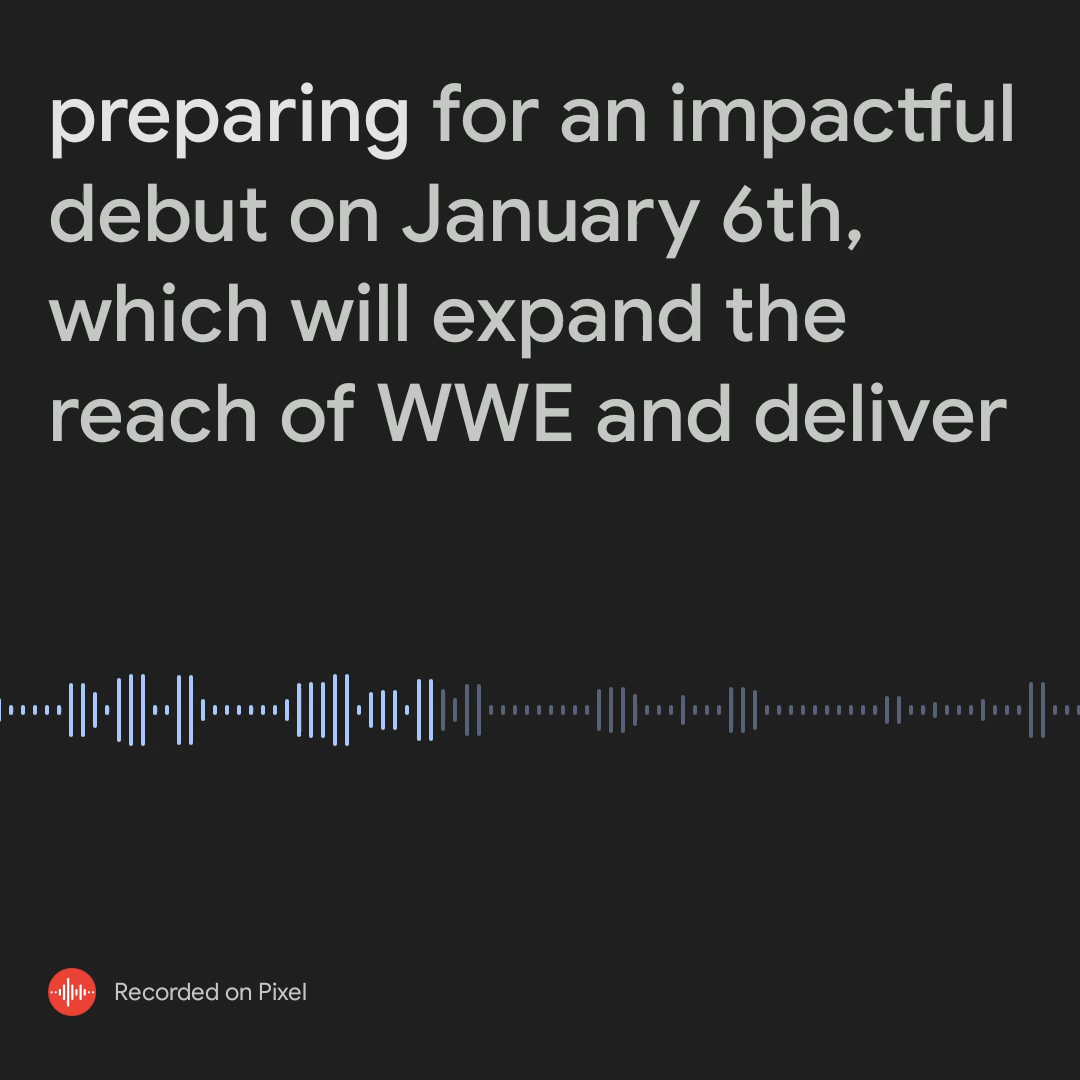 preparing for an impactful
debut on January 6th,
which will expand the
reach of WWE and deliver
Recorded on Pixel